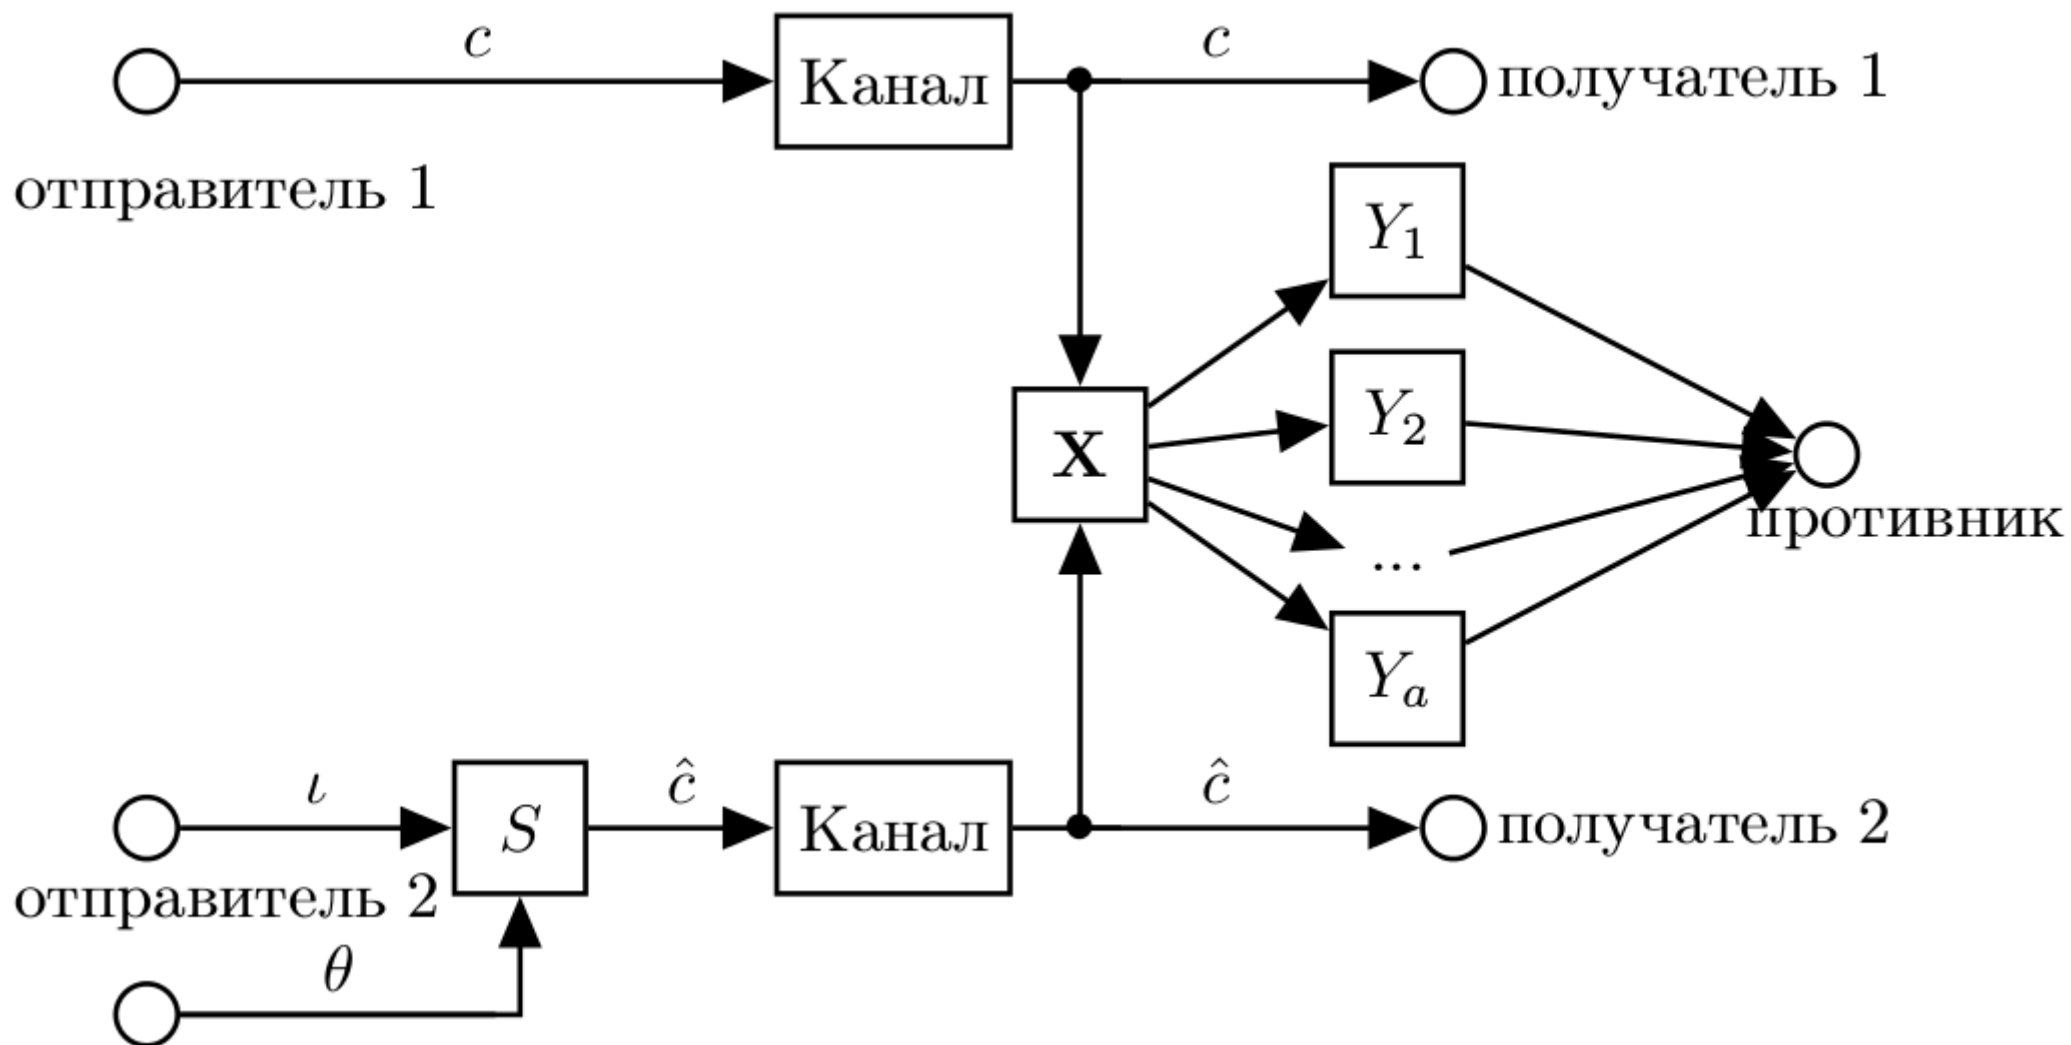 c
Канал
c
получатель 1
отправитель 1
Y₁
Y₂
X
противник
...
Yₐ
ι
S
ĉ
Канал
ĉ
получатель 2
отправитель 2
θ